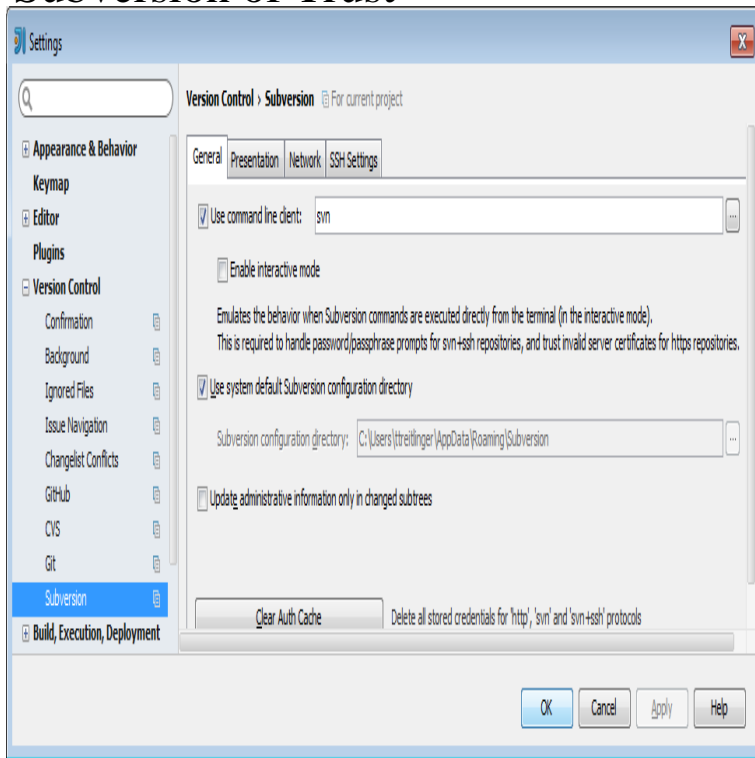 Subversion of Trust
Settings
Version Control › Subversion For current project
Appearance & Behavior
Keymap
Editor
Plugins
Version Control
Confirmation
Background
Ignored Files
Issue Navigation
Changelist Conflicts
GitHub
CVS
Git
Subversion
Build, Execution, Deployment
General Presentation Network SSH Settings
Use command line client: svn ...
Enable interactive mode
Emulates the behavior when Subversion commands are executed directly from the terminal (in the interactive mode).
This is required to handle password/passphrase prompts for svn+ssh repositories, and trust invalid server certificates for https repositories.
Use system default Subversion configuration directory
Subversion configuration directory: C:\Users\ttreitlinger\AppData\Roaming\Subversion ...
Update administrative information only in changed subtrees
Clear Auth Cache Delete all stored credentials for 'http', 'svn' and 'svn+ssh' protocols
OK Cancel Apply Help